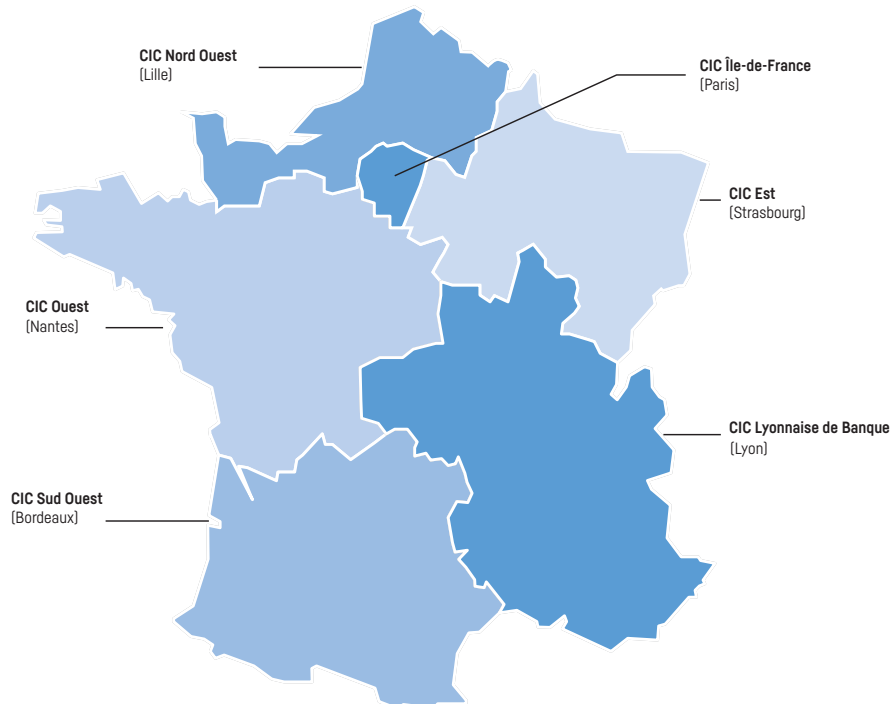 CIC Nord Ouest
(Lille)
CIC Île-de-France
(Paris)
CIC Est
(Strasbourg)
CIC Ouest
(Nantes)
CIC Lyonnaise de Banque
(Lyon)
CIC Sud Ouest
(Bordeaux)